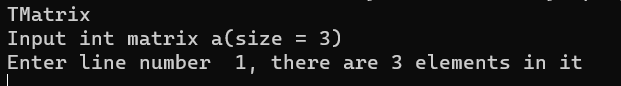 TMatrix
Input int matrix a(size = 3)
Enter line number  1, there are 3 elements in it